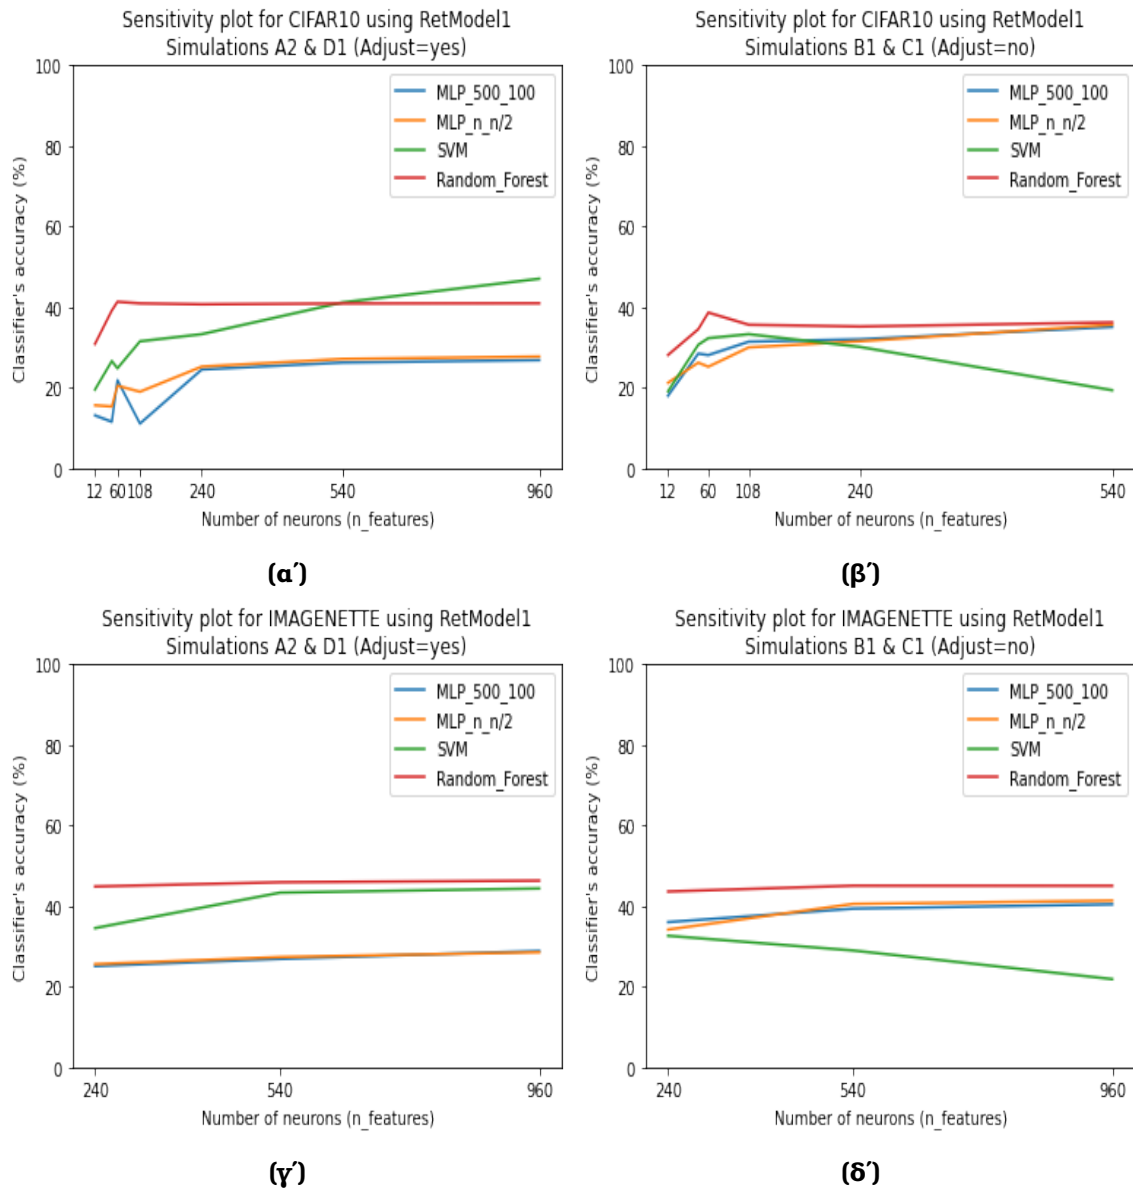 Sensitivity plot for CIFAR10 using RetModel1
Simulations A2 & D1 (Adjust=yes)
100
80
60
40
20
0
Classifier's accuracy (%)
MLP_500_100
MLP_n_n/2
SVM
Random_Forest
12 60 108 240 540 960
Number of neurons (n_features)
(α΄)
Sensitivity plot for CIFAR10 using RetModel1
Simulations B1 & C1 (Adjust=no)
100
80
60
40
20
0
Classifier's accuracy (%)
MLP_500_100
MLP_n_n/2
SVM
Random_Forest
12 60 108 240 540
Number of neurons (n_features)
(β΄)
Sensitivity plot for IMAGENETTE using RetModel1
Simulations A2 & D1 (Adjust=yes)
100
80
60
40
20
0
Classifier's accuracy (%)
MLP_500_100
MLP_n_n/2
SVM
Random_Forest
240 540 960
Number of neurons (n_features)
(γ΄)
Sensitivity plot for IMAGENETTE using RetModel1
Simulations B1 & C1 (Adjust=no)
100
80
60
40
20
0
Classifier's accuracy (%)
MLP_500_100
MLP_n_n/2
SVM
Random_Forest
240 540 960
Number of neurons (n_features)
(δ΄)